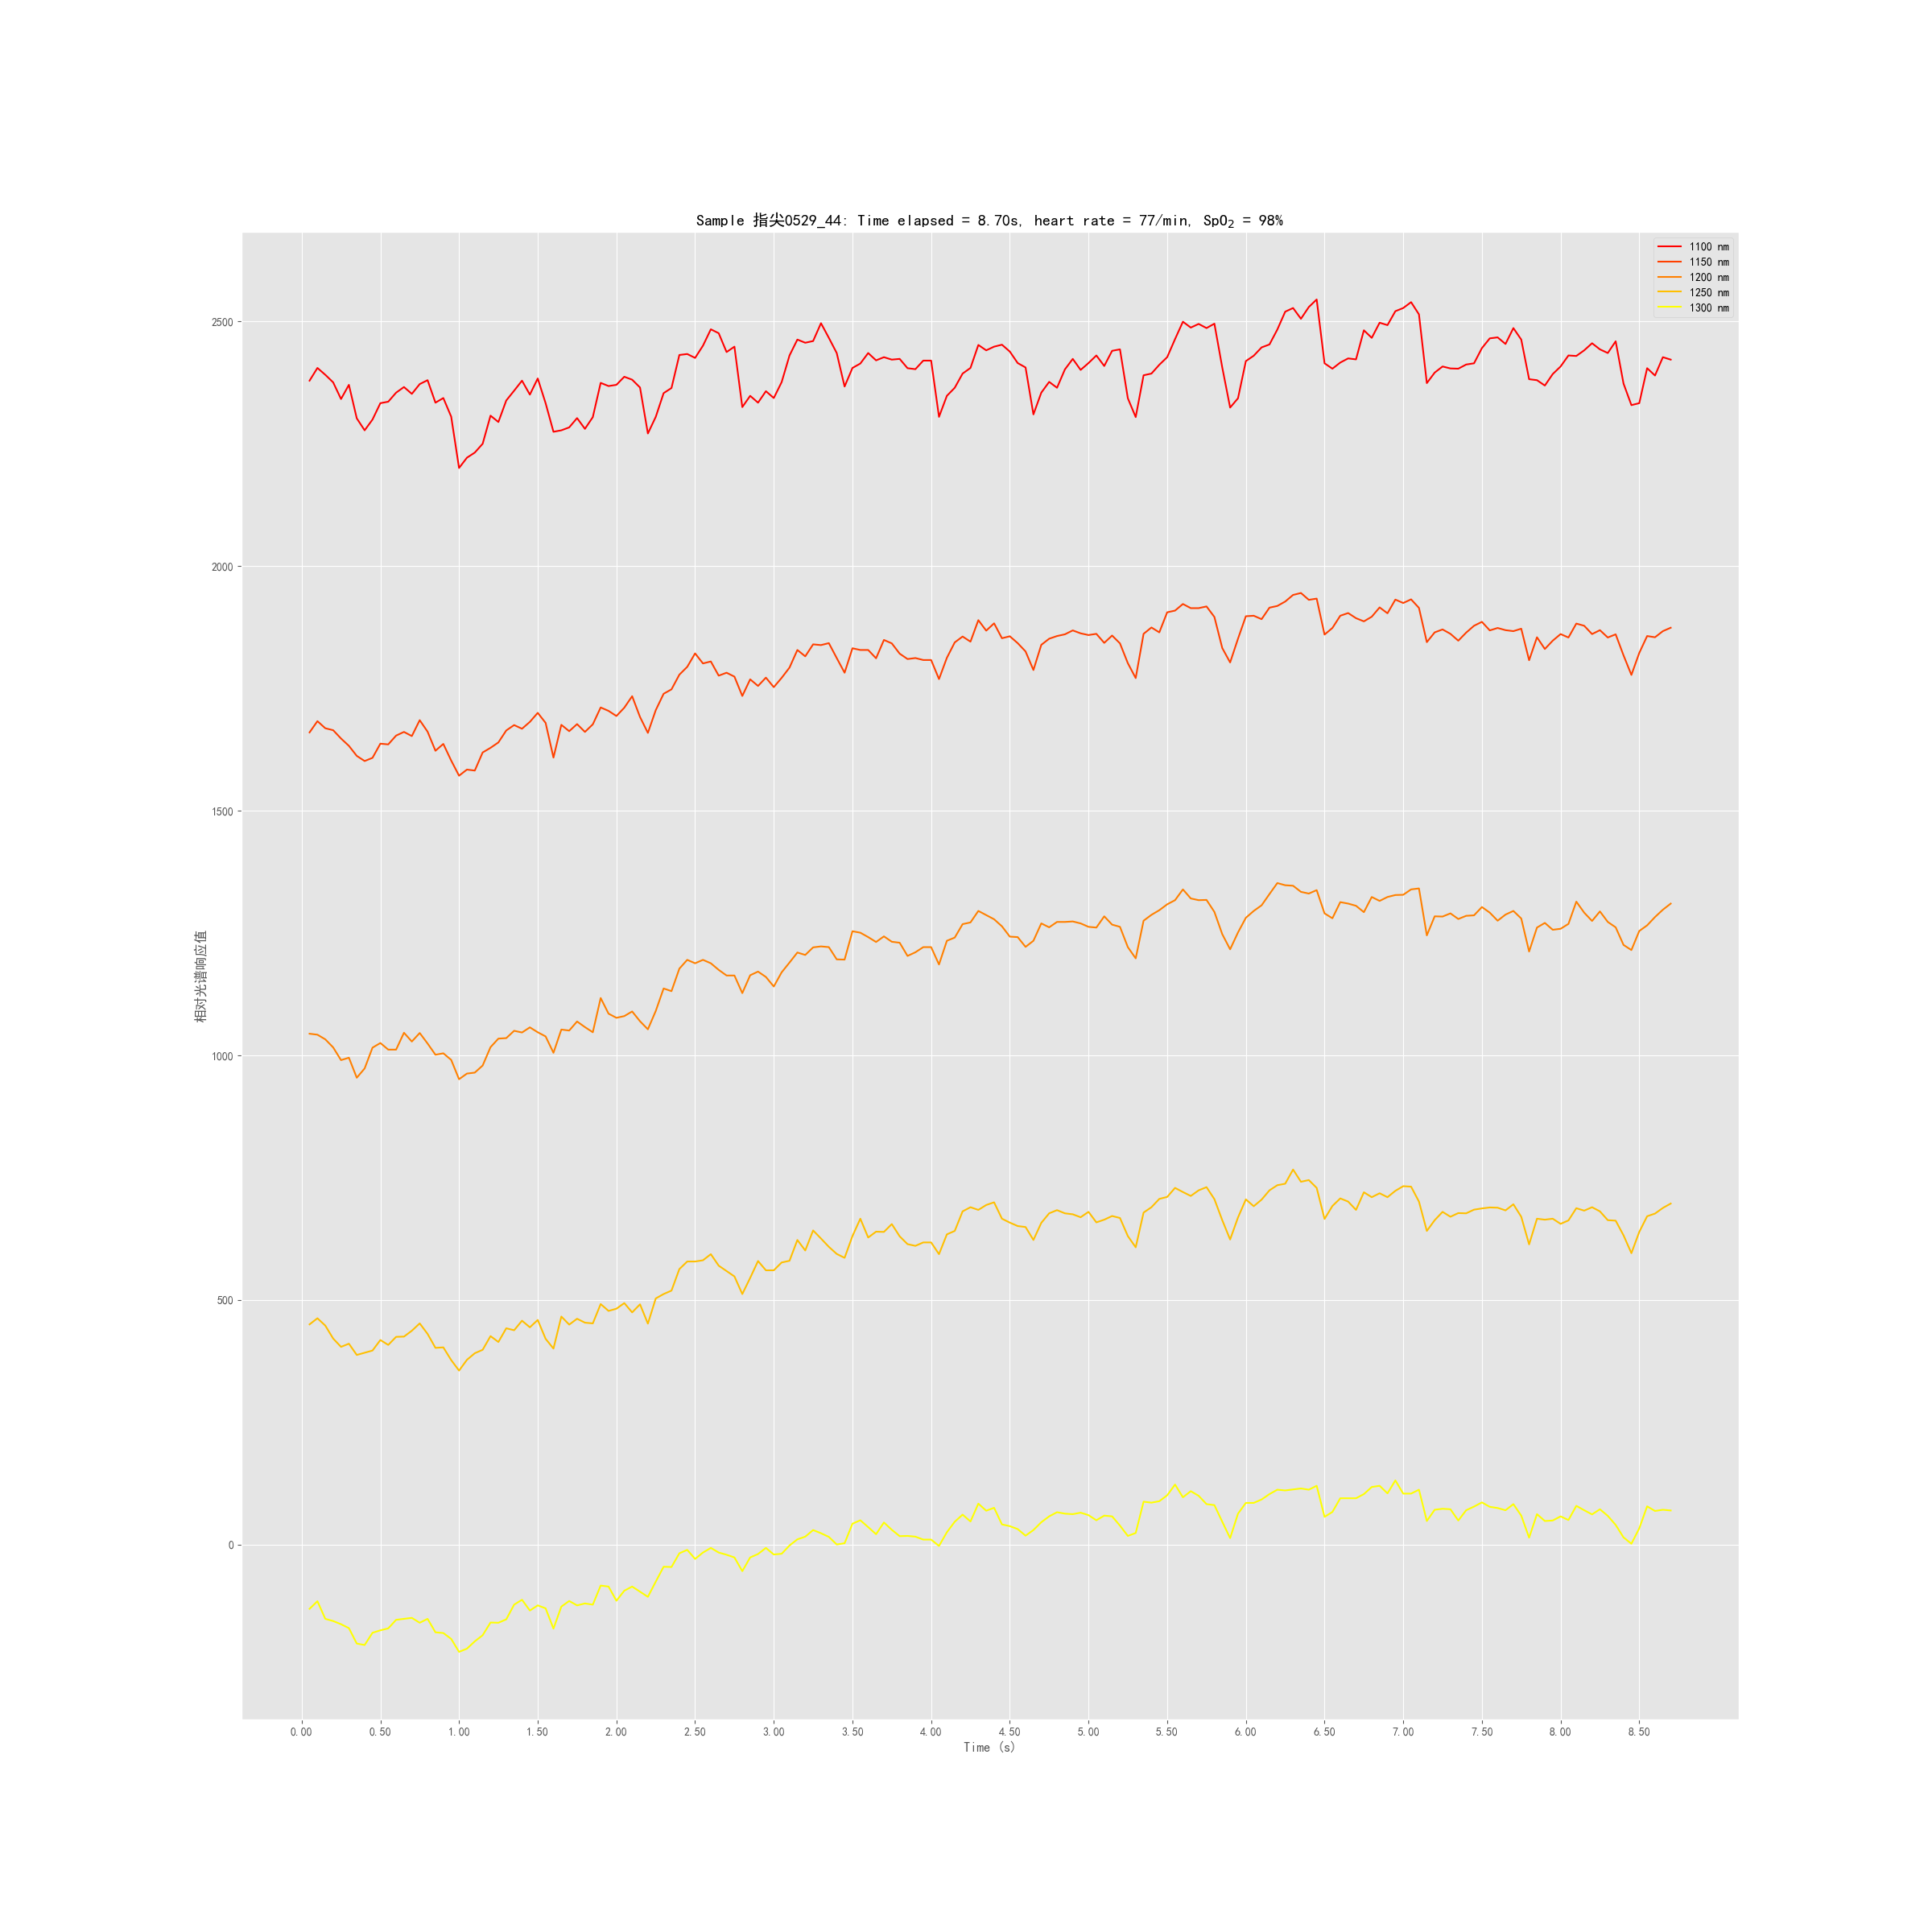 Sample 指尖0529_44: Time elapsed = 8.70s, heart rate = 77/min, SpO₂ = 98%
1100 nm
1150 nm
1200 nm
1250 nm
1300 nm
2500
2000
1500
1000
500
0
相对光谱响应值
0.00 0.50 1.00 1.50 2.00 2.50 3.00 3.50 4.00 4.50 5.00 5.50 6.00 6.50 7.00 7.50 8.00 8.50
Time (s)